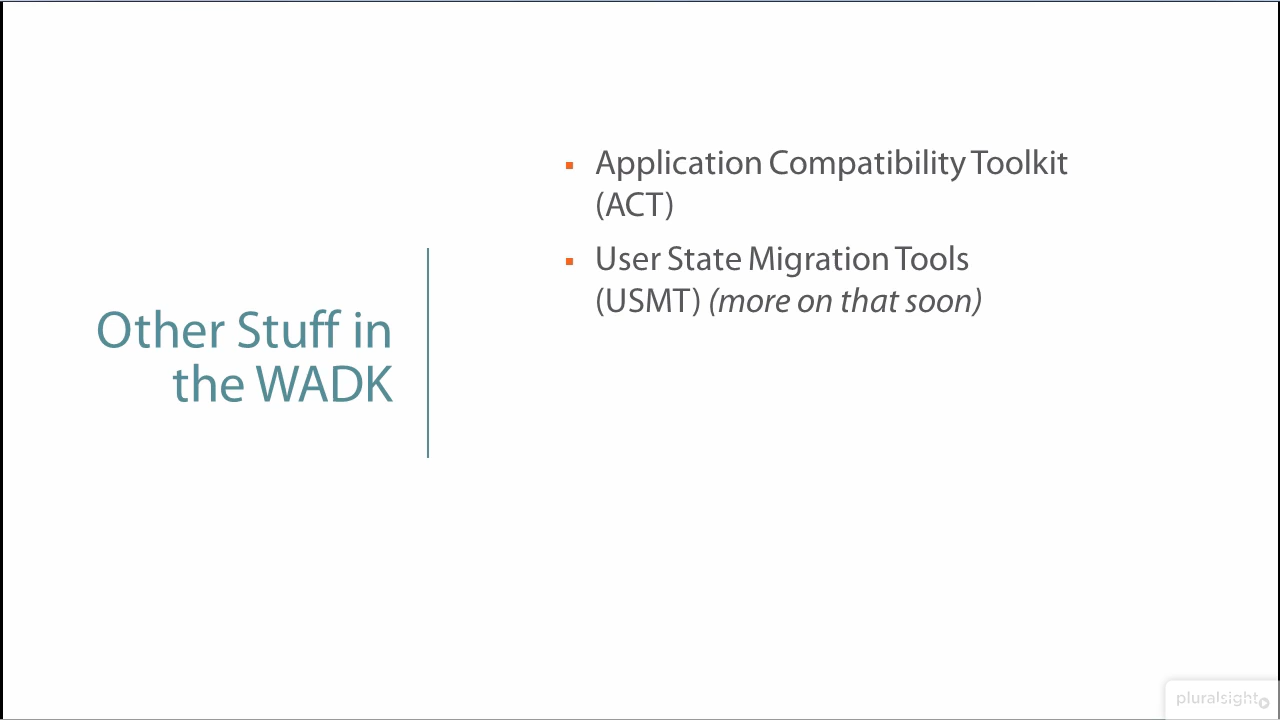 Other Stuff in
the WADK
Application Compatibility Toolkit
(ACT)
User State Migration Tools
(USMT) (more on that soon)
pluralsight